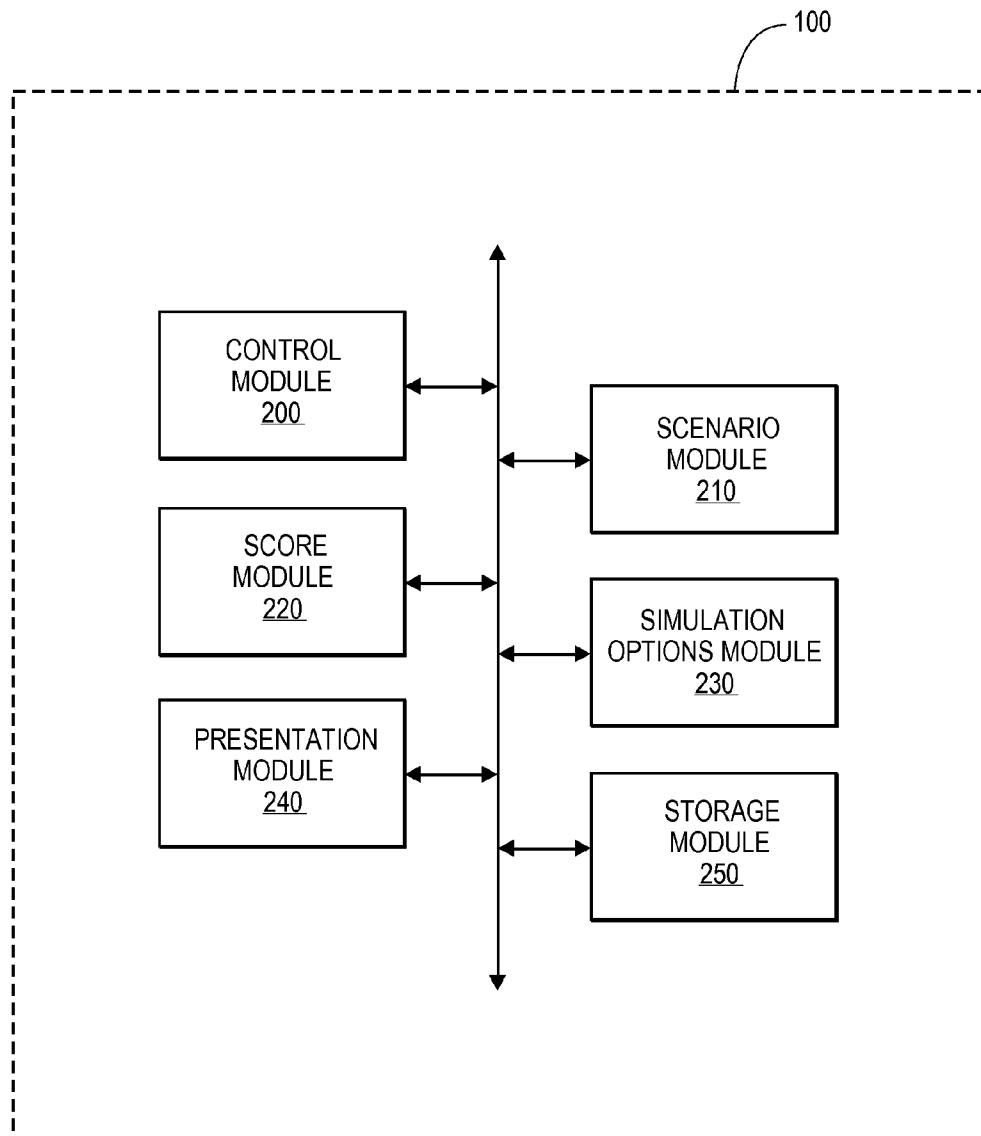 100
CONTROL
MODULE
200
SCENARIO
MODULE
210
SCORE
MODULE
220
SIMULATION
OPTIONS MODULE
230
PRESENTATION
MODULE
240
STORAGE
MODULE
250